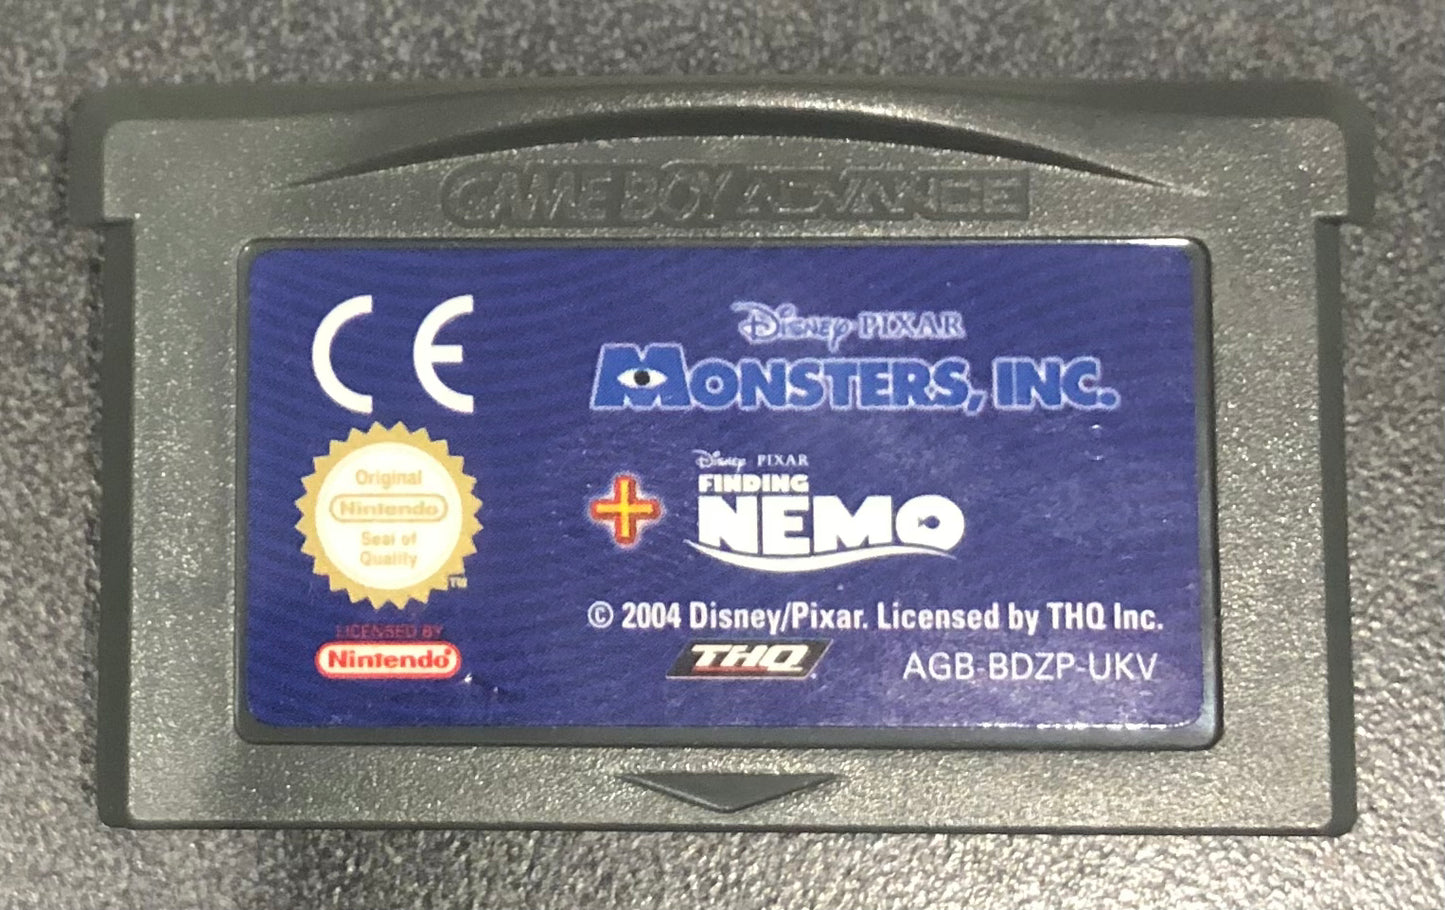 GAME BOY ADVANCE
CE
Original
Nintendo
Seal of
Quality
TM
LICENSED BY
Nintendo
Disney·PIXAR
MONSTERS, INC.
+
Disney·PIXAR
FINDING
NEMO
© 2004 Disney/Pixar. Licensed by THQ Inc.
THQ
AGB-BDZP-UKV